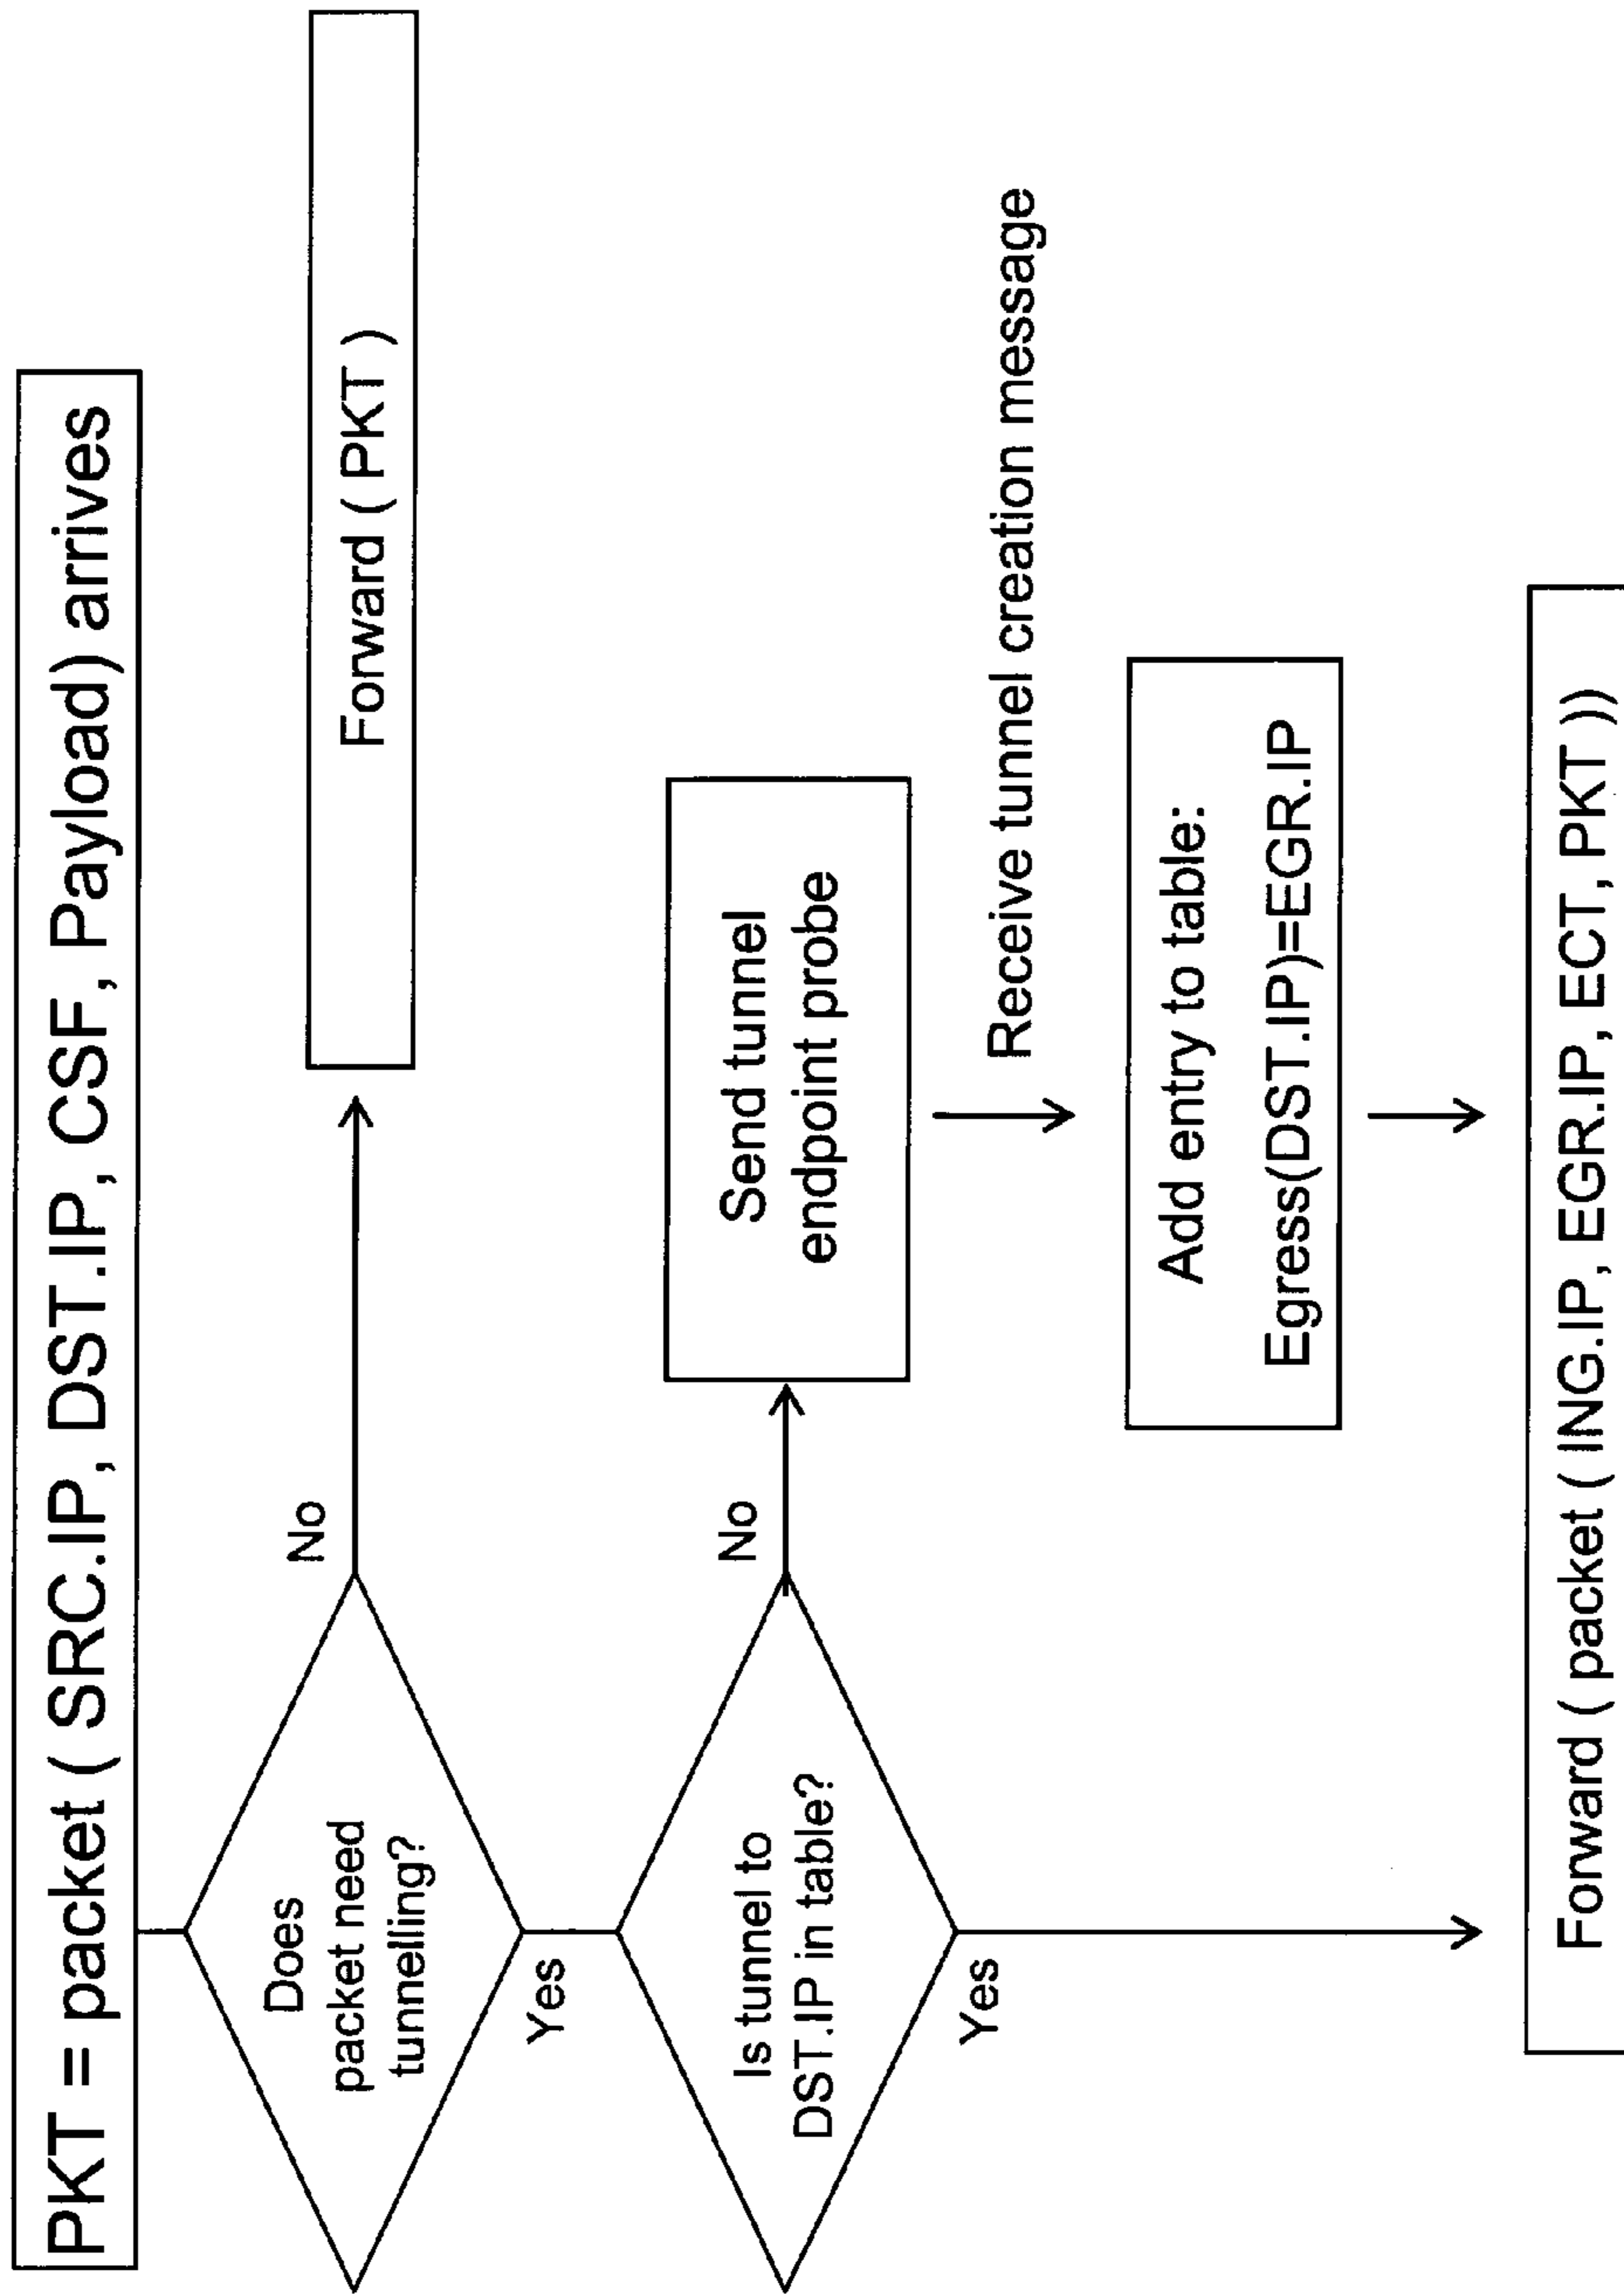 PKT = packet ( SRC.IP, DST.IP, CSF, Payload) arrives
Does
packet need
tunnelling?
No
Forward ( PKT )
Yes
Is tunnel to
DST.IP in table?
No
Send tunnel
endpoint probe
Receive tunnel creation message
Add entry to table:
Egress(DST.IP)=EGR.IP
Yes
Forward ( packet ( ING.IP, EGR.IP, ECT, PKT ))